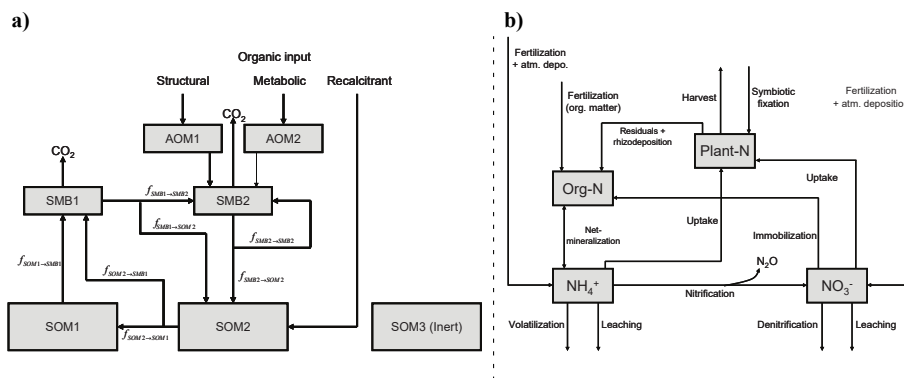 a)
Organic input
Structural
Metabolic
Recalcitrant
CO2
AOM1
AOM2
CO2
SMB1
fSMB1→SMB2
SMB2
fSMB1→SOM2
fSMB2→SMB2
fSOM1→SMB1
fSOM2→SMB1
fSMB2→SOM2
SOM1
SOM2
SOM3 (Inert)
fSOM2→SOM1
b)
Fertilization
+ atm. depo.
Fertilization
(org. matter)
Harvest
Symbiotic
fixation
Fertilization
+ atm. depositio
Residuals +
rhizodeposition
Plant-N
Org-N
Uptake
Uptake
Net-
mineralization
Immobilization
N2O
NH4+
Nitrification
NO3-
Volatilization
Leaching
Denitrification
Leaching